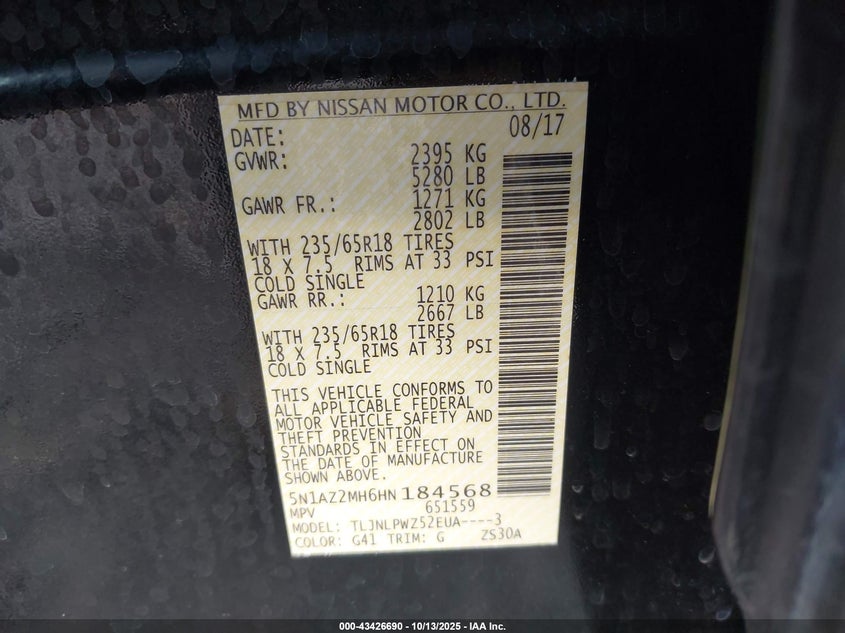 MFD BY NISSAN MOTOR CO., LTD.
DATE: 08/17
GVWR: 2395 KG
5280 LB
GAWR FR.: 1271 KG
2802 LB
WITH 235/65R18 TIRES
18 X 7.5 RIMS AT 33 PSI
COLD SINGLE
GAWR RR.: 1210 KG
2667 LB
WITH 235/65R18 TIRES
18 X 7.5 RIMS AT 33 PSI
COLD SINGLE
THIS VEHICLE CONFORMS TO
ALL APPLICABLE FEDERAL
MOTOR VEHICLE SAFETY AND
THEFT PREVENTION
STANDARDS IN EFFECT ON
THE DATE OF MANUFACTURE
SHOWN ABOVE.
5N1AZ2MH6HN184568
MPV 651559
MODEL: TLJNLPWZ52EUA----3
COLOR: G41 TRIM: G ZS30A
000-43426690 - 10/13/2025 - IAA Inc.